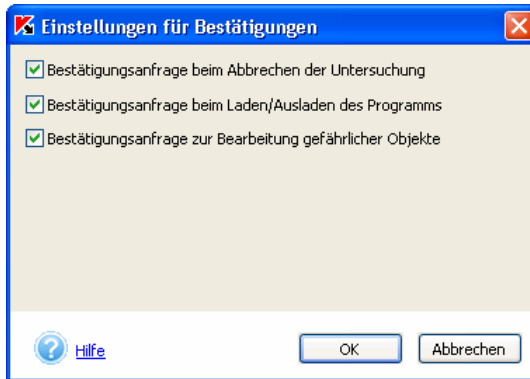 Einstellungen für Bestätigungen
Bestätigungsanfrage beim Abbrechen der Untersuchung
Bestätigungsanfrage beim Laden/Ausladen des Programms
Bestätigungsanfrage zur Bearbeitung gefährlicher Objekte
Hilfe
OK
Abbrechen